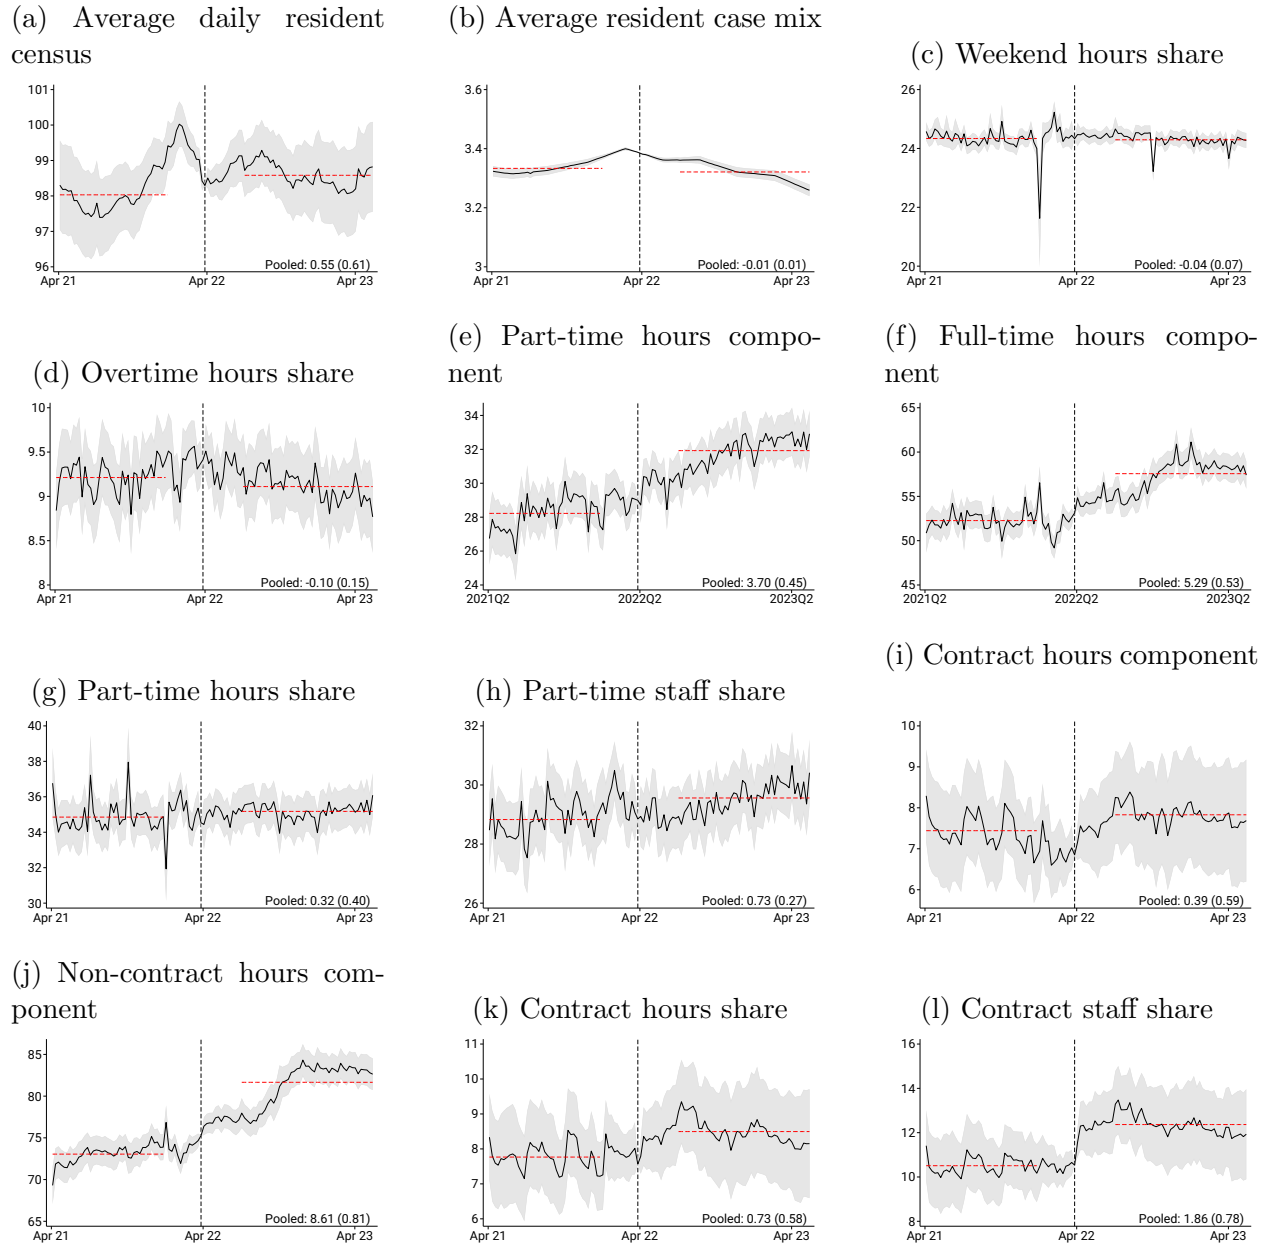 (a) Average daily resident
census
(b) Average resident case mix
(c) Weekend hours share
101
100
99
98
97
96
Pooled: 0.55 (0.61)
Apr 21
Apr 22
Apr 23
3.6
3.4
3.2
3
Pooled: -0.01 (0.01)
Apr 21
Apr 22
Apr 23
26
24
22
20
Pooled: -0.04 (0.07)
Apr 21
Apr 22
Apr 23
(d) Overtime hours share
(e) Part-time hours compo-
nent
(f) Full-time hours compo-
nent
10
9.5
9
8.5
8
Pooled: -0.10 (0.15)
Apr 21
Apr 22
Apr 23
34
32
30
28
26
24
Pooled: 3.70 (0.45)
2021Q2
2022Q2
2023Q2
65
60
55
50
45
Pooled: 5.29 (0.53)
2021Q2
2022Q2
2023Q2
(g) Part-time hours share
(h) Part-time staff share
(i) Contract hours component
40
38
36
34
32
30
Pooled: 0.32 (0.40)
Apr 21
Apr 22
Apr 23
32
30
28
26
Pooled: 0.73 (0.27)
Apr 21
Apr 22
Apr 23
10
9
8
7
6
Pooled: 0.39 (0.59)
Apr 21
Apr 22
Apr 23
(j) Non-contract hours com-
ponent
(k) Contract hours share
(l) Contract staff share
85
80
75
70
65
Pooled: 8.61 (0.81)
Apr 21
Apr 22
Apr 23
11
10
9
8
7
6
Pooled: 0.73 (0.58)
Apr 21
Apr 22
Apr 23
16
14
12
10
8
Pooled: 1.86 (0.78)
Apr 21
Apr 22
Apr 23